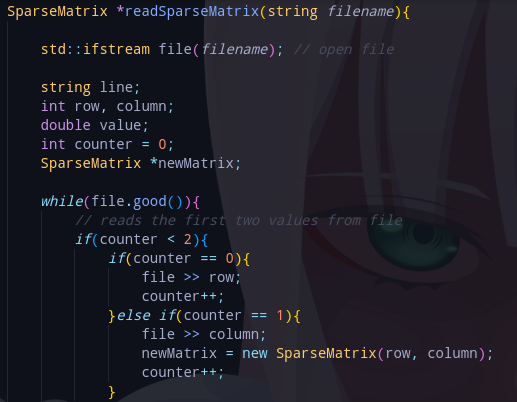 SparseMatrix *readSparseMatrix(string filename){
std::ifstream file(filename); // open file
string line;
int row, column;
double value;
int counter = 0;
SparseMatrix *newMatrix;
while(file.good()){
// reads the first two values from file
if(counter < 2){
if(counter == 0){
file >> row;
counter++;
}else if(counter == 1){
file >> column;
newMatrix = new SparseMatrix(row, column);
counter++;
}